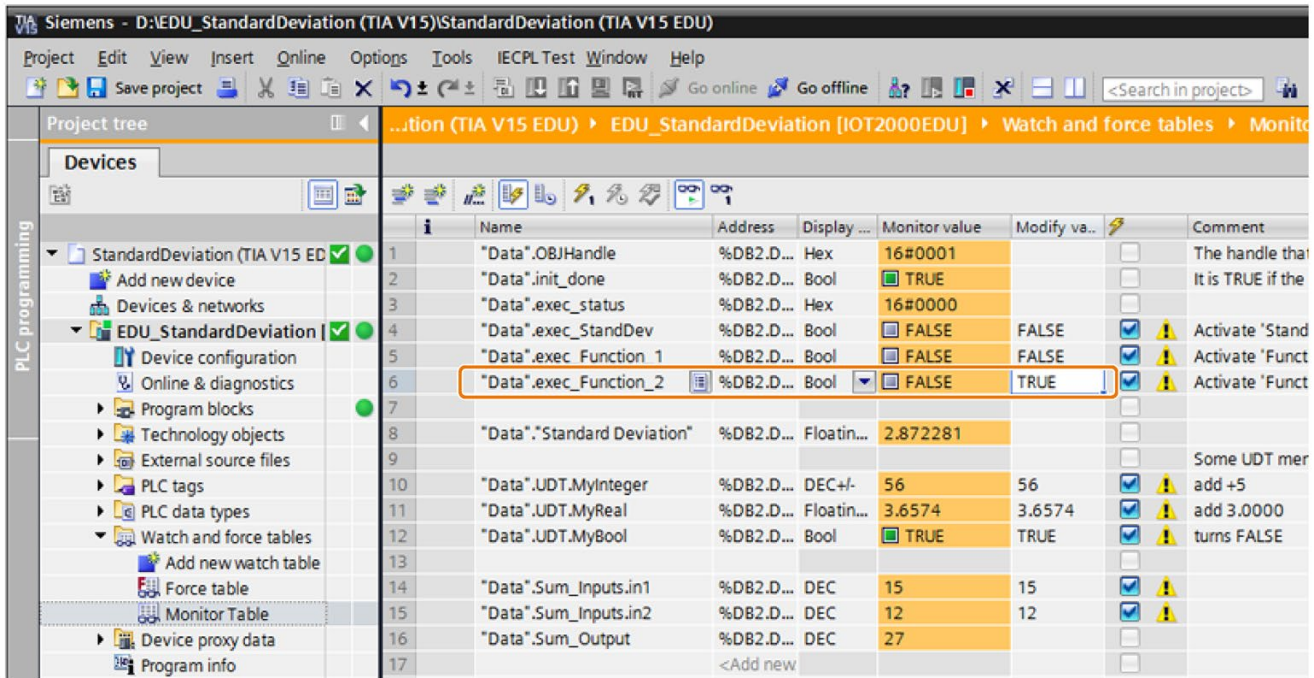 Siemens - D:\EDU_StandardDeviation (TIA V15)\StandardDeviation (TIA V15 EDU)
Project Edit View Insert Online Options Tools IECPL Test Window Help
Save project Go online Go offline <Search in project>
Project tree ...tion (TIA V15 EDU) EDU_StandardDeviation [IOT2000EDU] Watch and force tables Monito
Devices
PLC programming
i Name Address Display ... Monitor value Modify va.. Comment
StandardDeviation (TIA V15 ED 1 "Data".OBJHandle %DB2.D... Hex 16#0001 The handle that
Add new device 2 "Data".init_done %DB2.D... Bool TRUE It is TRUE if the
Devices & networks 3 "Data".exec_status %DB2.D... Hex 16#0000
EDU_StandardDeviation [ 4 "Data".exec_StandDev %DB2.D... Bool FALSE FALSE Activate 'Stand
Device configuration 5 "Data".exec_Function_1 %DB2.D... Bool FALSE FALSE Activate 'Funct
Online & diagnostics 6 "Data".exec_Function_2 %DB2.D... Bool FALSE TRUE Activate 'Funct
Program blocks 7
Technology objects 8 "Data"."Standard Deviation" %DB2.D... Floatin... 2.872281
External source files 9 Some UDT mer
PLC tags 10 "Data".UDT.MyInteger %DB2.D... DEC+/- 56 56 add +5
PLC data types 11 "Data".UDT.MyReal %DB2.D... Floatin... 3.6574 3.6574 add 3.0000
Watch and force tables 12 "Data".UDT.MyBool %DB2.D... Bool TRUE TRUE turns FALSE
Add new watch table 13
Force table 14 "Data".Sum_Inputs.in1 %DB2.D... DEC 15 15
Monitor Table 15 "Data".Sum_Inputs.in2 %DB2.D... DEC 12 12
Device proxy data 16 "Data".Sum_Output %DB2.D... DEC 27
Program info 17 <Add new